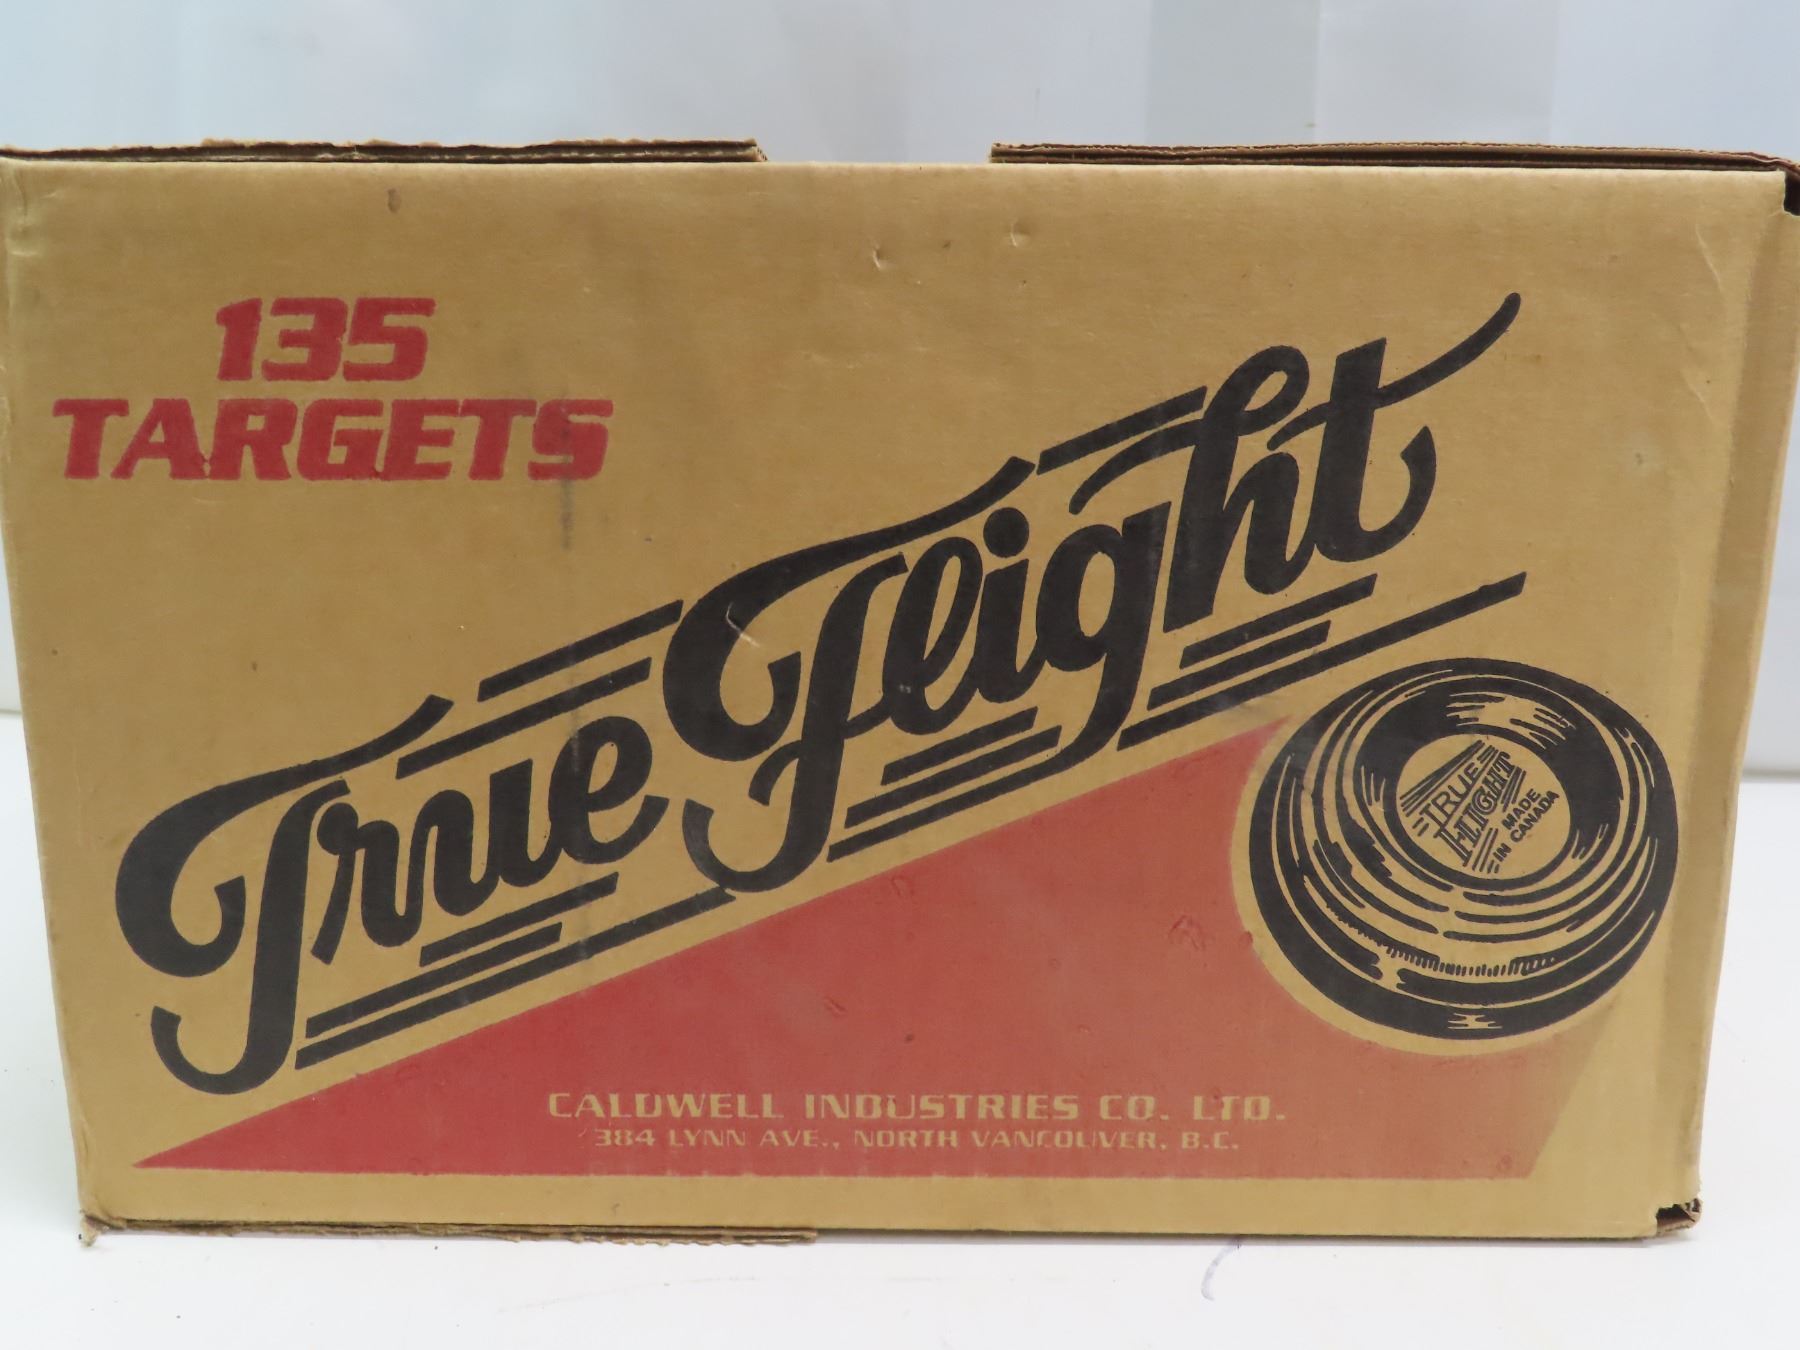 135
TARGETS
True Flight
TRUE
FLIGHT
MADE
IN CANADA
CALDWELL INDUSTRIES CO. LTD.
384 LYNN AVE., NORTH VANCOUVER, B.C.